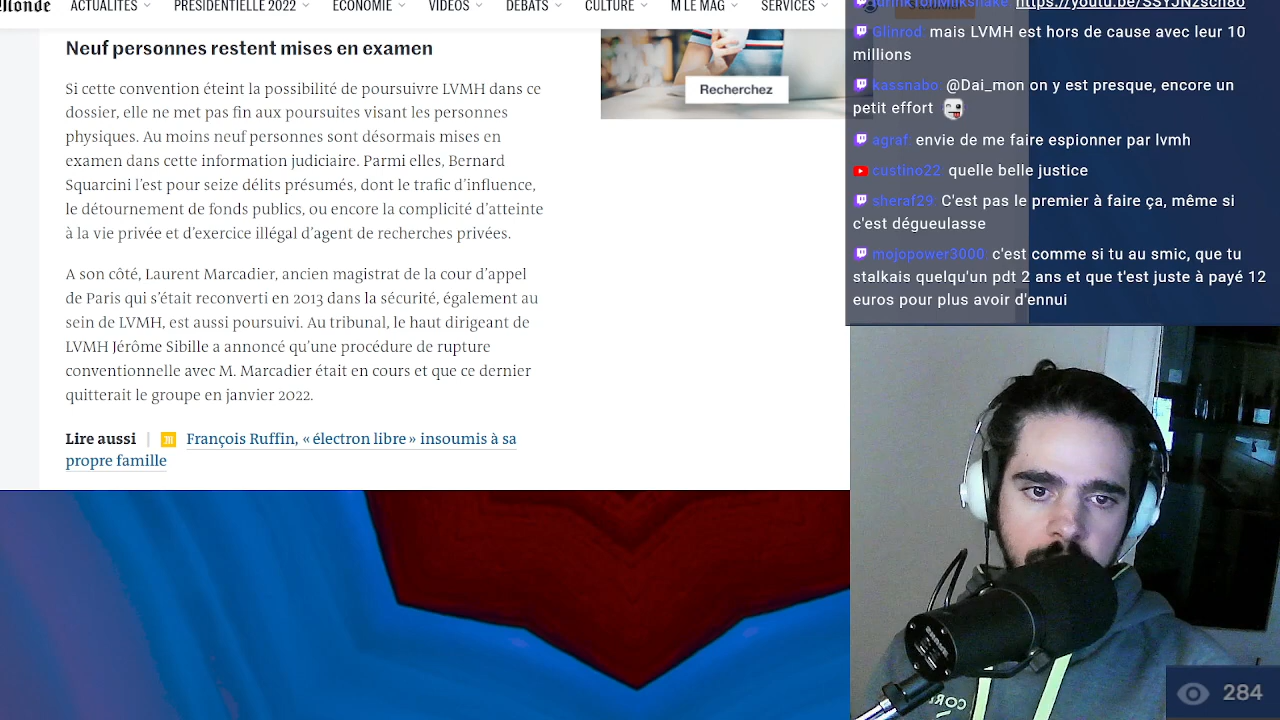 Monde ACTUALITÉS PRÉSIDENTIELLE 2022 ÉCONOMIE VIDÉOS DÉBATS CULTURE M LE MAG SERVICES
Neuf personnes restent mises en examen
Si cette convention éteint la possibilité de poursuivre LVMH dans ce
dossier, elle ne met pas fin aux poursuites visant les personnes
physiques. Au moins neuf personnes sont désormais mises en
examen dans cette information judiciaire. Parmi elles, Bernard
Squarcini l’est pour seize délits présumés, dont le trafic d’influence,
le détournement de fonds publics, ou encore la complicité d’atteinte
à la vie privée et d’exercice illégal d’agent de recherches privées.
A son côté, Laurent Marcadier, ancien magistrat de la cour d’appel
de Paris qui s’était reconverti en 2013 dans la sécurité, également au
sein de LVMH, est aussi poursuivi. Au tribunal, le haut dirigeant de
LVMH Jérôme Sibille a annoncé qu’une procédure de rupture
conventionnelle avec M. Marcadier était en cours et que ce dernier
quitterait le groupe en janvier 2022.
Lire aussi | François Ruffin, « électron libre » insoumis à sa
propre famille
Recherchez
Glinrod: mais LVMH est hors de cause avec leur 10
millions
kassnabo: @Dai_mon on y est presque, encore un
petit effort
agraf: envie de me faire espionner par lvmh
custino22: quelle belle justice
sheraf29: C'est pas le premier à faire ça, même si
c'est dégueulasse
mojopower3000: c'est comme si tu au smic, que tu
stalkais quelqu'un pdt 2 ans et que t'est juste à payé 12
euros pour plus avoir d'ennui
284